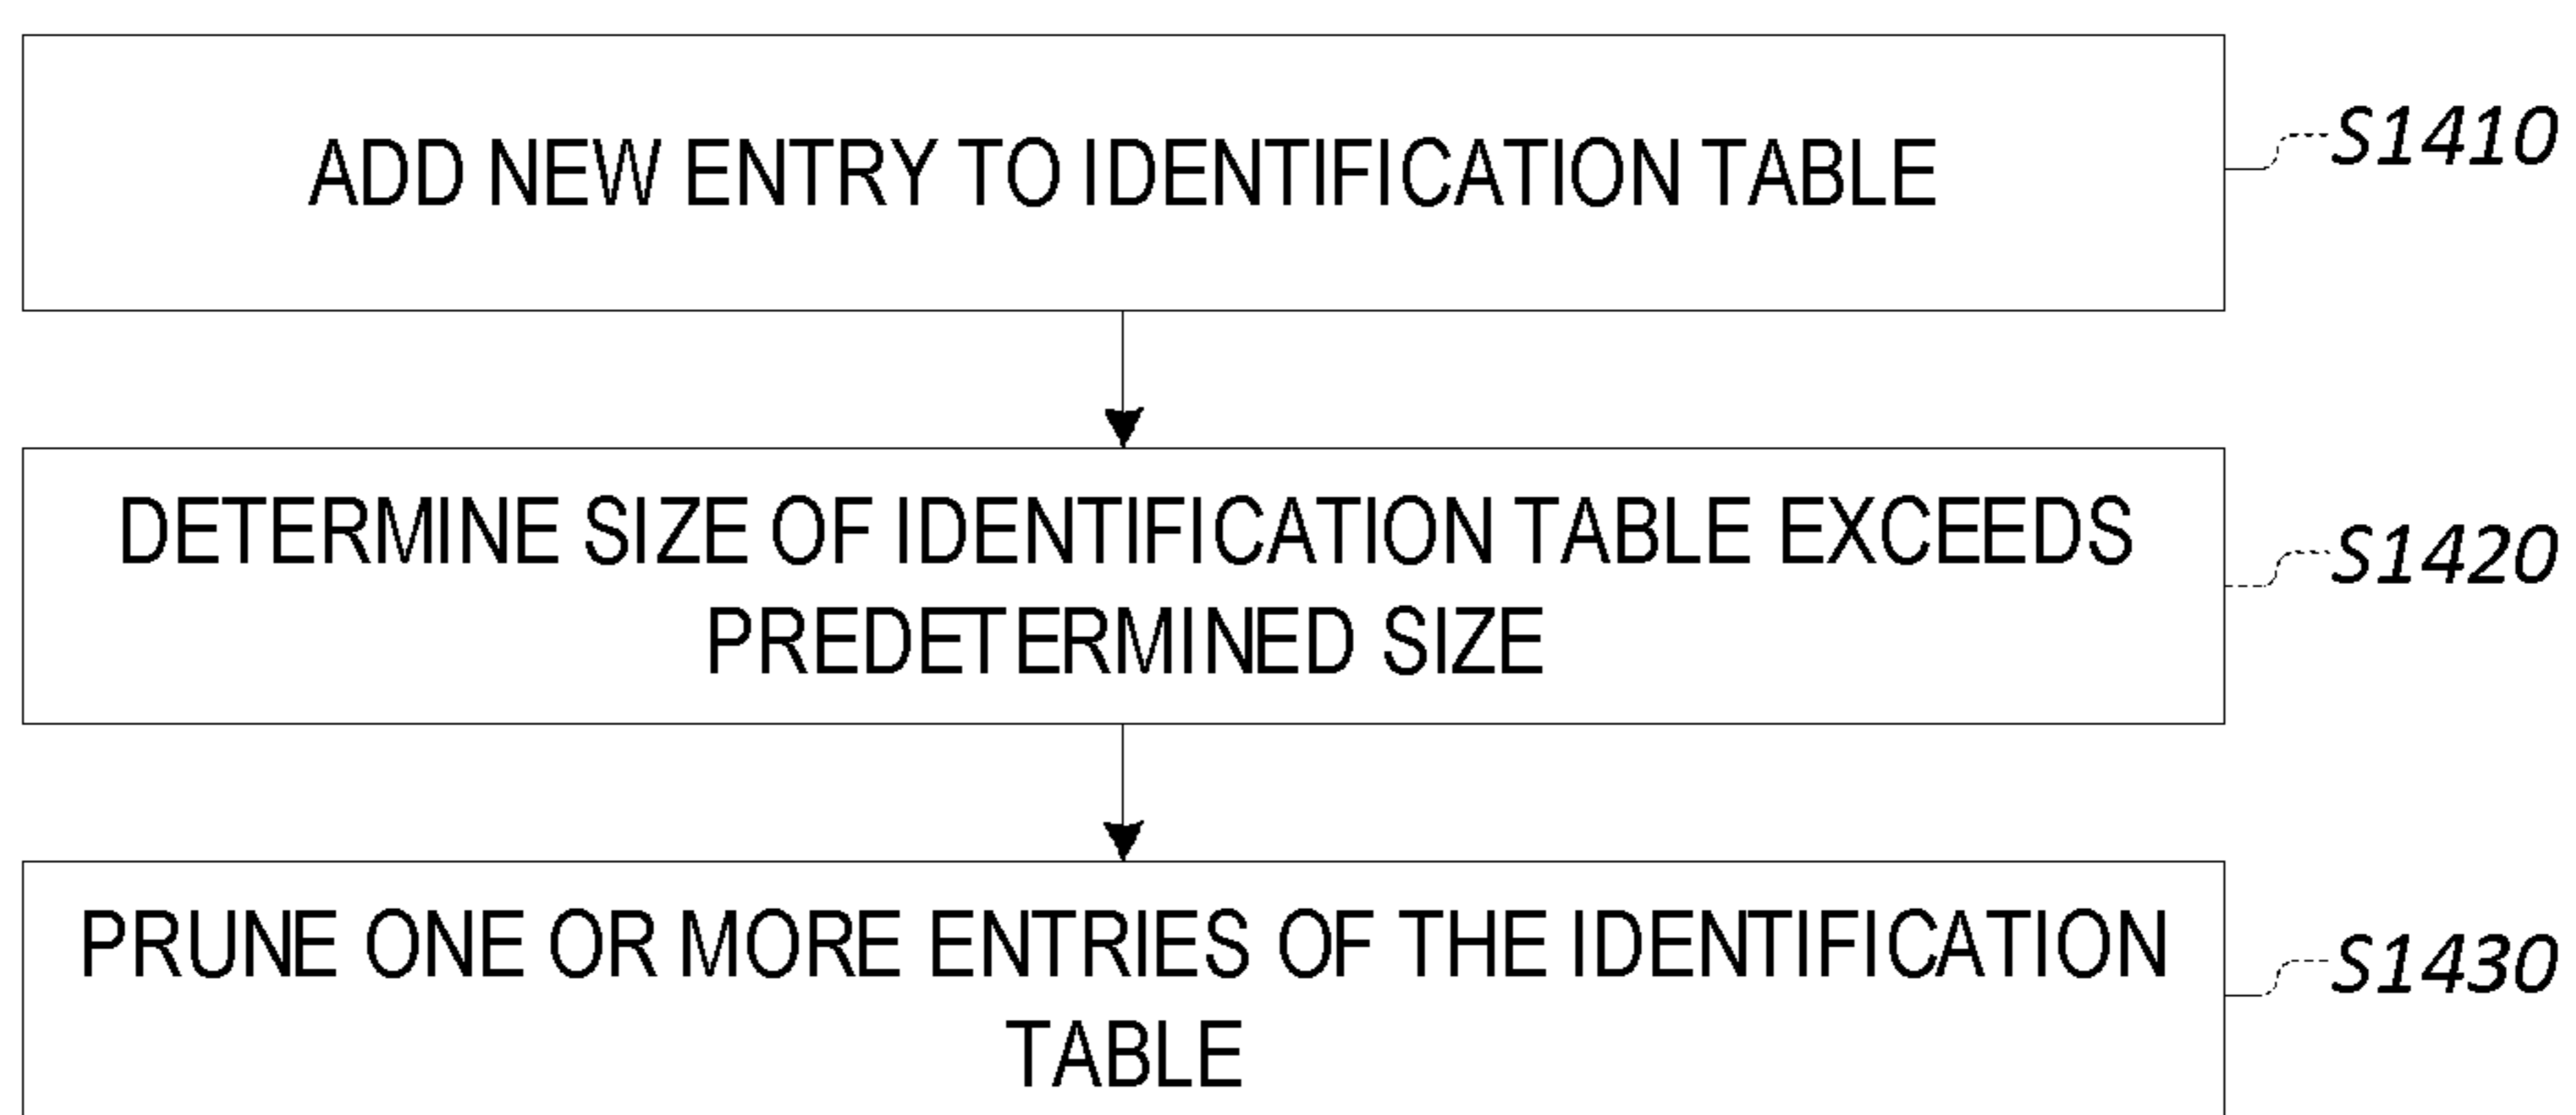 ADD NEW ENTRY TO IDENTIFICATION TABLE
S1410
DETERMINE SIZE OF IDENTIFICATION TABLE EXCEEDS
PREDETERMINED SIZE
S1420
PRUNE ONE OR MORE ENTRIES OF THE IDENTIFICATION
TABLE
S1430